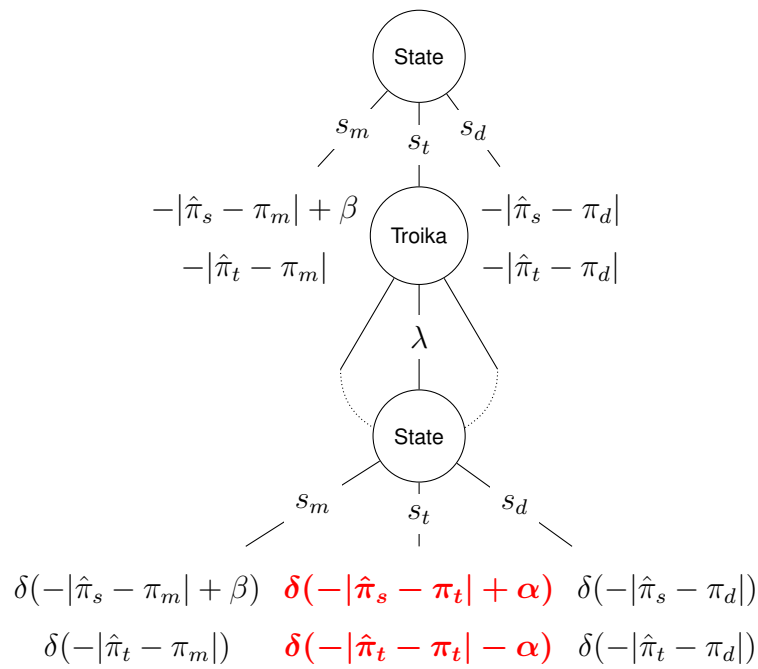 State
s_m s_t s_d
-|π̂_s - π_m| + β -|π̂_s - π_d|
Troika
-|π̂_t - π_m| -|π̂_t - π_d|
λ
State
s_m s_t s_d
δ(-|π̂_s - π_m| + β) δ(-|π̂_s - π_t| + α) δ(-|π̂_s - π_d|)
δ(-|π̂_t - π_m|) δ(-|π̂_t - π_t| - α) δ(-|π̂_t - π_d|)